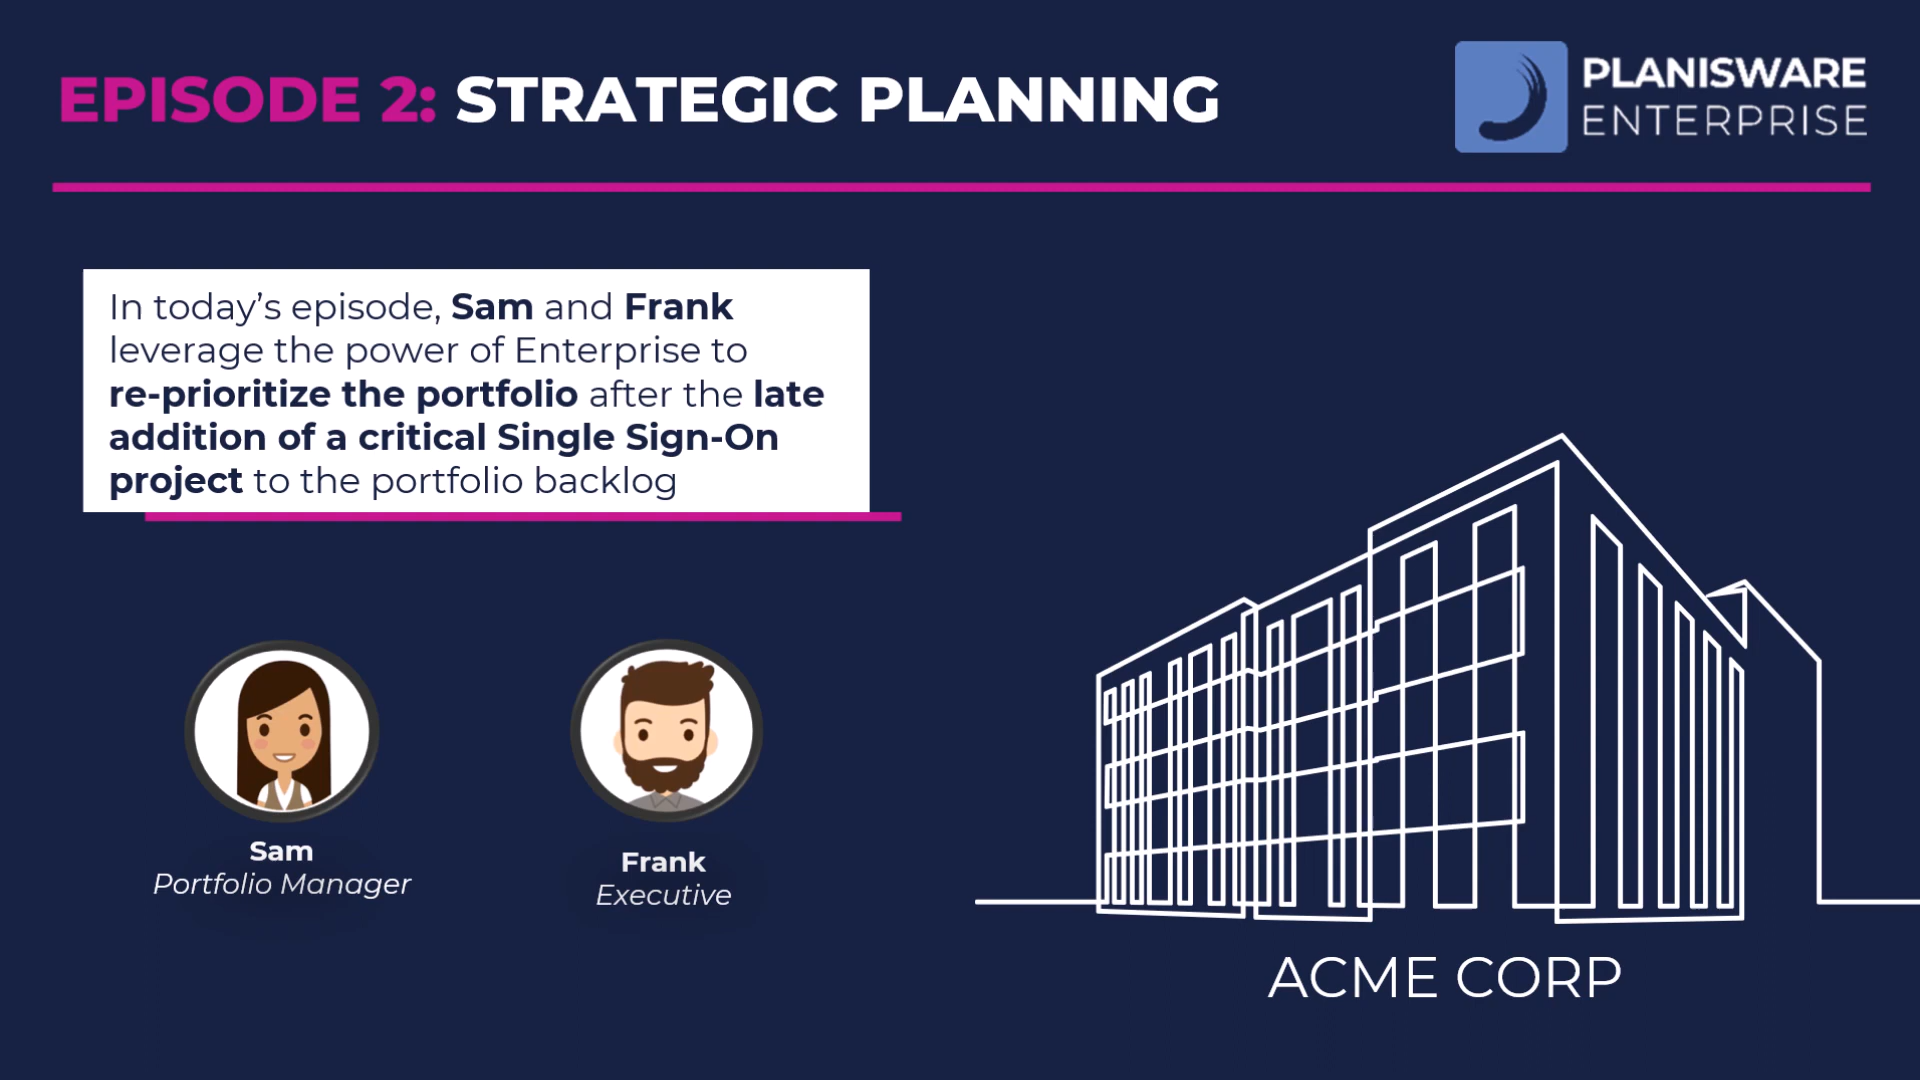 EPISODE 2: STRATEGIC PLANNING
PLANISWARE
ENTERPRISE
In today’s episode, Sam and Frank
leverage the power of Enterprise to
re-prioritize the portfolio after the late
addition of a critical Single Sign-On
project to the portfolio backlog
Sam
Portfolio Manager
Frank
Executive
ACME CORP